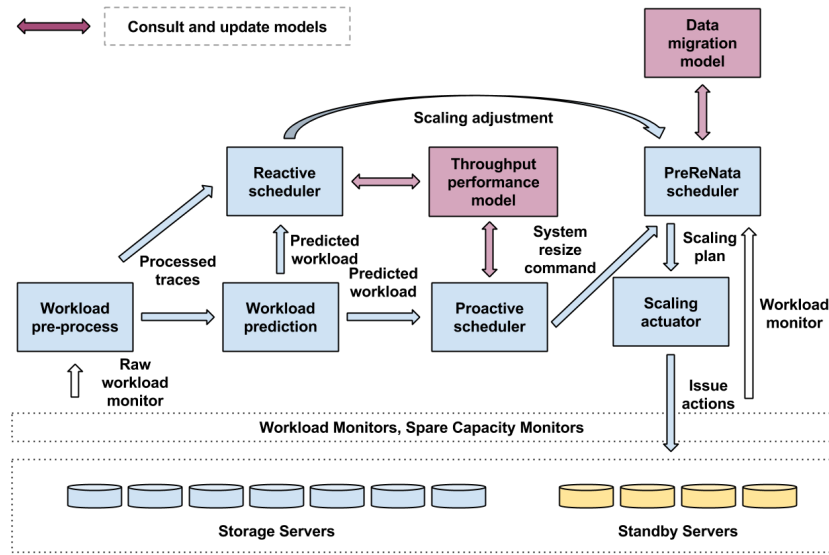 Consult and update models
Data
migration
model
Scaling adjustment
Reactive
scheduler
Throughput
performance
model
PreReNata
scheduler
Processed
traces
Predicted
workload
Predicted
workload
System
resize
command
Scaling
plan
Workload
pre-process
Workload
prediction
Proactive
scheduler
Scaling
actuator
Workload
monitor
Raw
workload
monitor
Issue
actions
Workload Monitors, Spare Capacity Monitors
Storage Servers
Standby Servers